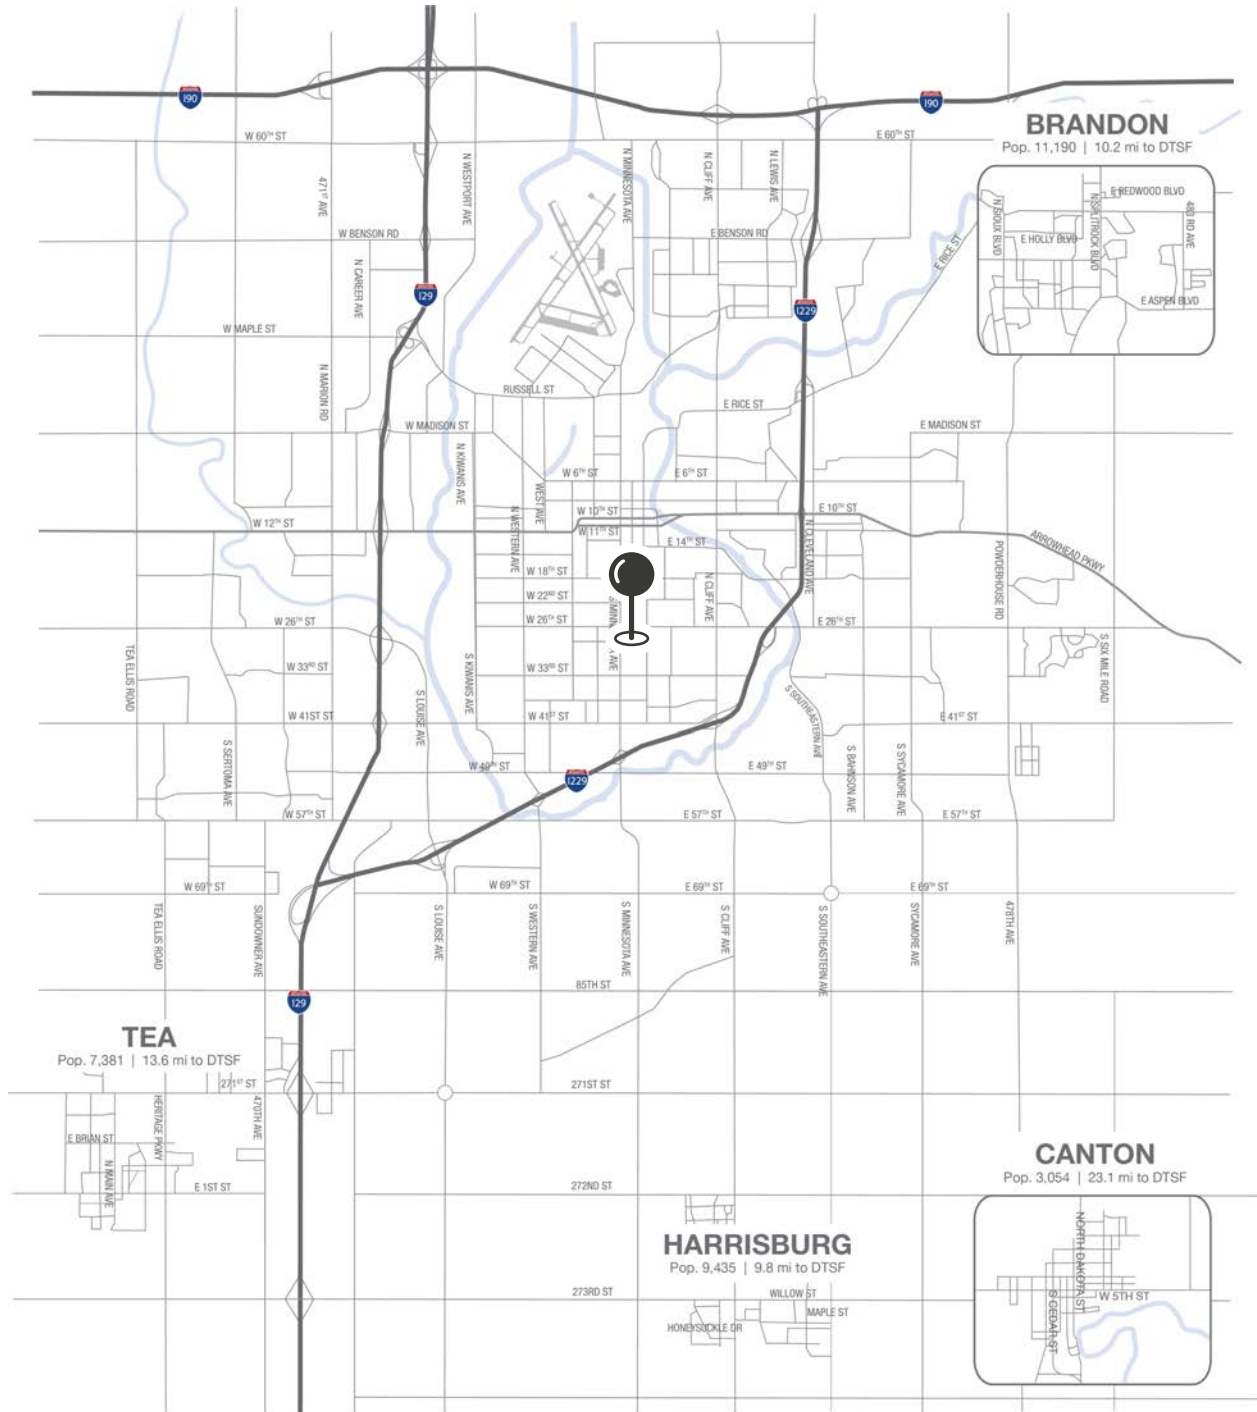 I90
I90
BRANDON
Pop. 11,190 | 10.2 mi to DTSF
W 60TH ST
E 60TH ST
471ST AVE
N WESTPORT AVE
N MINNESOTA AVE
N CLIFF AVE
N LEWIS AVE
E REDWOOD BLVD
N SIOUX BLVD
N SPLITROCK BLVD
483 RD AVE
E HOLLY BLVD
E ASPEN BLVD
W BENSON RD
E BENSON RD
E RICE ST
N CAREER AVE
I29
I229
W MAPLE ST
N MARION RD
RUSSELL ST
E RICE ST
W MADISON ST
E MADISON ST
N KIWANIS AVE
W 6TH ST
E 6TH ST
WEST AVE
N WESTERN AVE
W 10TH ST
E 10TH ST
W 12TH ST
W 11TH ST
E 14TH ST
N CLEVELAND AVE
ARROWHEAD PKWY
POWDERHOUSE RD
W 18TH ST
N CLIFF AVE
W 22ND ST
W 26TH ST
W 26TH ST
E 26TH ST
TEA ELLIS ROAD
W 33RD ST
S KIWANIS AVE
W 33RD ST
S SIX MILE ROAD
S LOUISE AVE
S SOUTHEASTERN AVE
W 41ST ST
W 41ST ST
E 41ST ST
S SERTOMA AVE
W 49TH ST
E 49TH ST
S BAHNSON AVE
S SYCAMORE AVE
I229
W 57TH ST
E 57TH ST
E 57TH ST
W 69TH ST
W 69TH ST
E 69TH ST
E 69TH ST
TEA ELLIS ROAD
SUNDOWNER AVE
S LOUISE AVE
S WESTERN AVE
S MINNESOTA AVE
S CLIFF AVE
S SOUTHEASTERN AVE
SYCAMORE AVE
478TH AVE
85TH ST
I29
TEA
Pop. 7,381 | 13.6 mi to DTSF
271ST ST
271ST ST
HERITAGE PKWY
470TH AVE
E BRIAN ST
N MAIN AVE
E 1ST ST
272ND ST
CANTON
Pop. 3,054 | 23.1 mi to DTSF
NORTH DAKOTA ST
W 5TH ST
S CEDAR ST
HARRISBURG
Pop. 9,435 | 9.8 mi to DTSF
273RD ST
WILLOW ST
MAPLE ST
HONEYSUCKLE DR